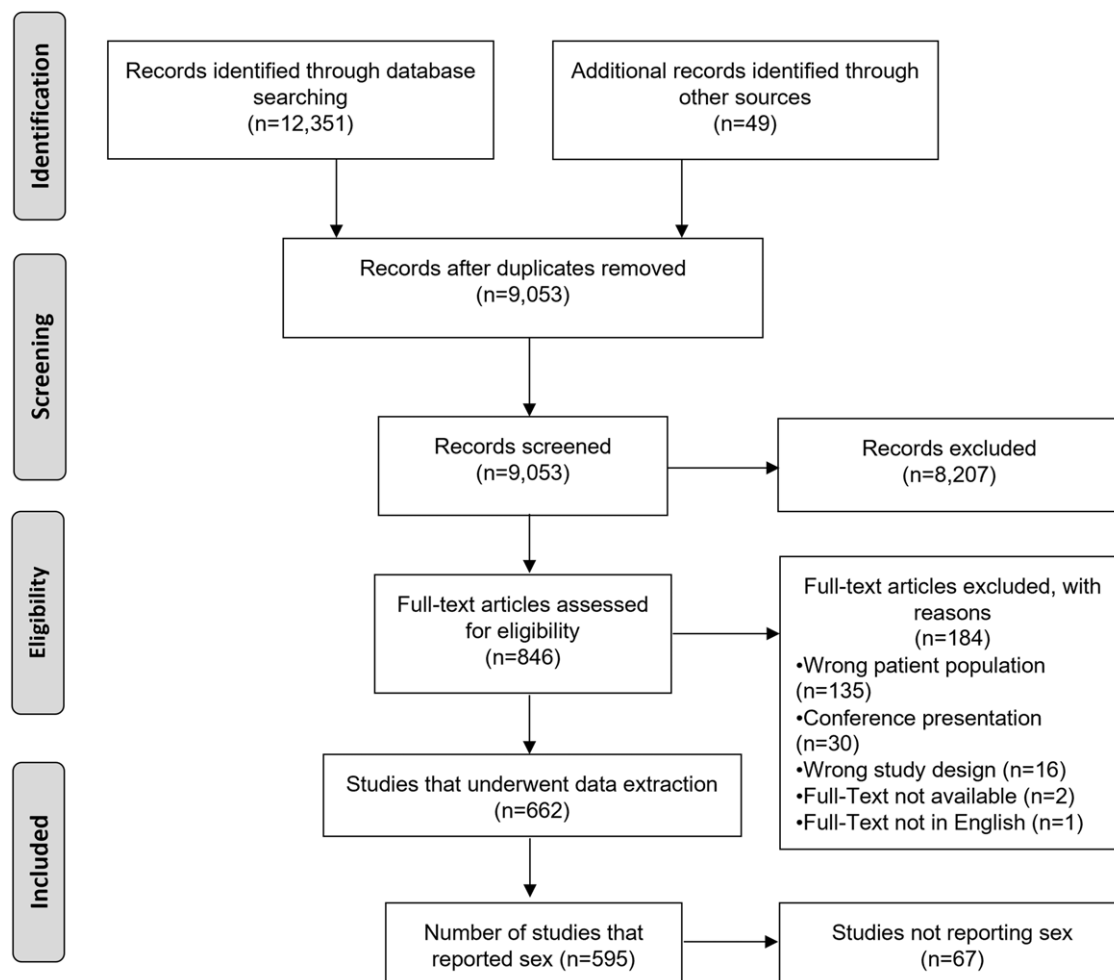 Identification
Records identified through database
searching
(n=12,351)
Additional records identified through
other sources
(n=49)
Screening
Records after duplicates removed
(n=9,053)
Records screened
(n=9,053)
Records excluded
(n=8,207)
Eligibility
Full-text articles assessed
for eligibility
(n=846)
Full-text articles excluded, with
reasons
(n=184)
•Wrong patient population
(n=135)
•Conference presentation
(n=30)
•Wrong study design (n=16)
•Full-Text not available (n=2)
•Full-Text not in English (n=1)
Included
Studies that underwent data extraction
(n=662)
Number of studies that
reported sex (n=595)
Studies not reporting sex
(n=67)